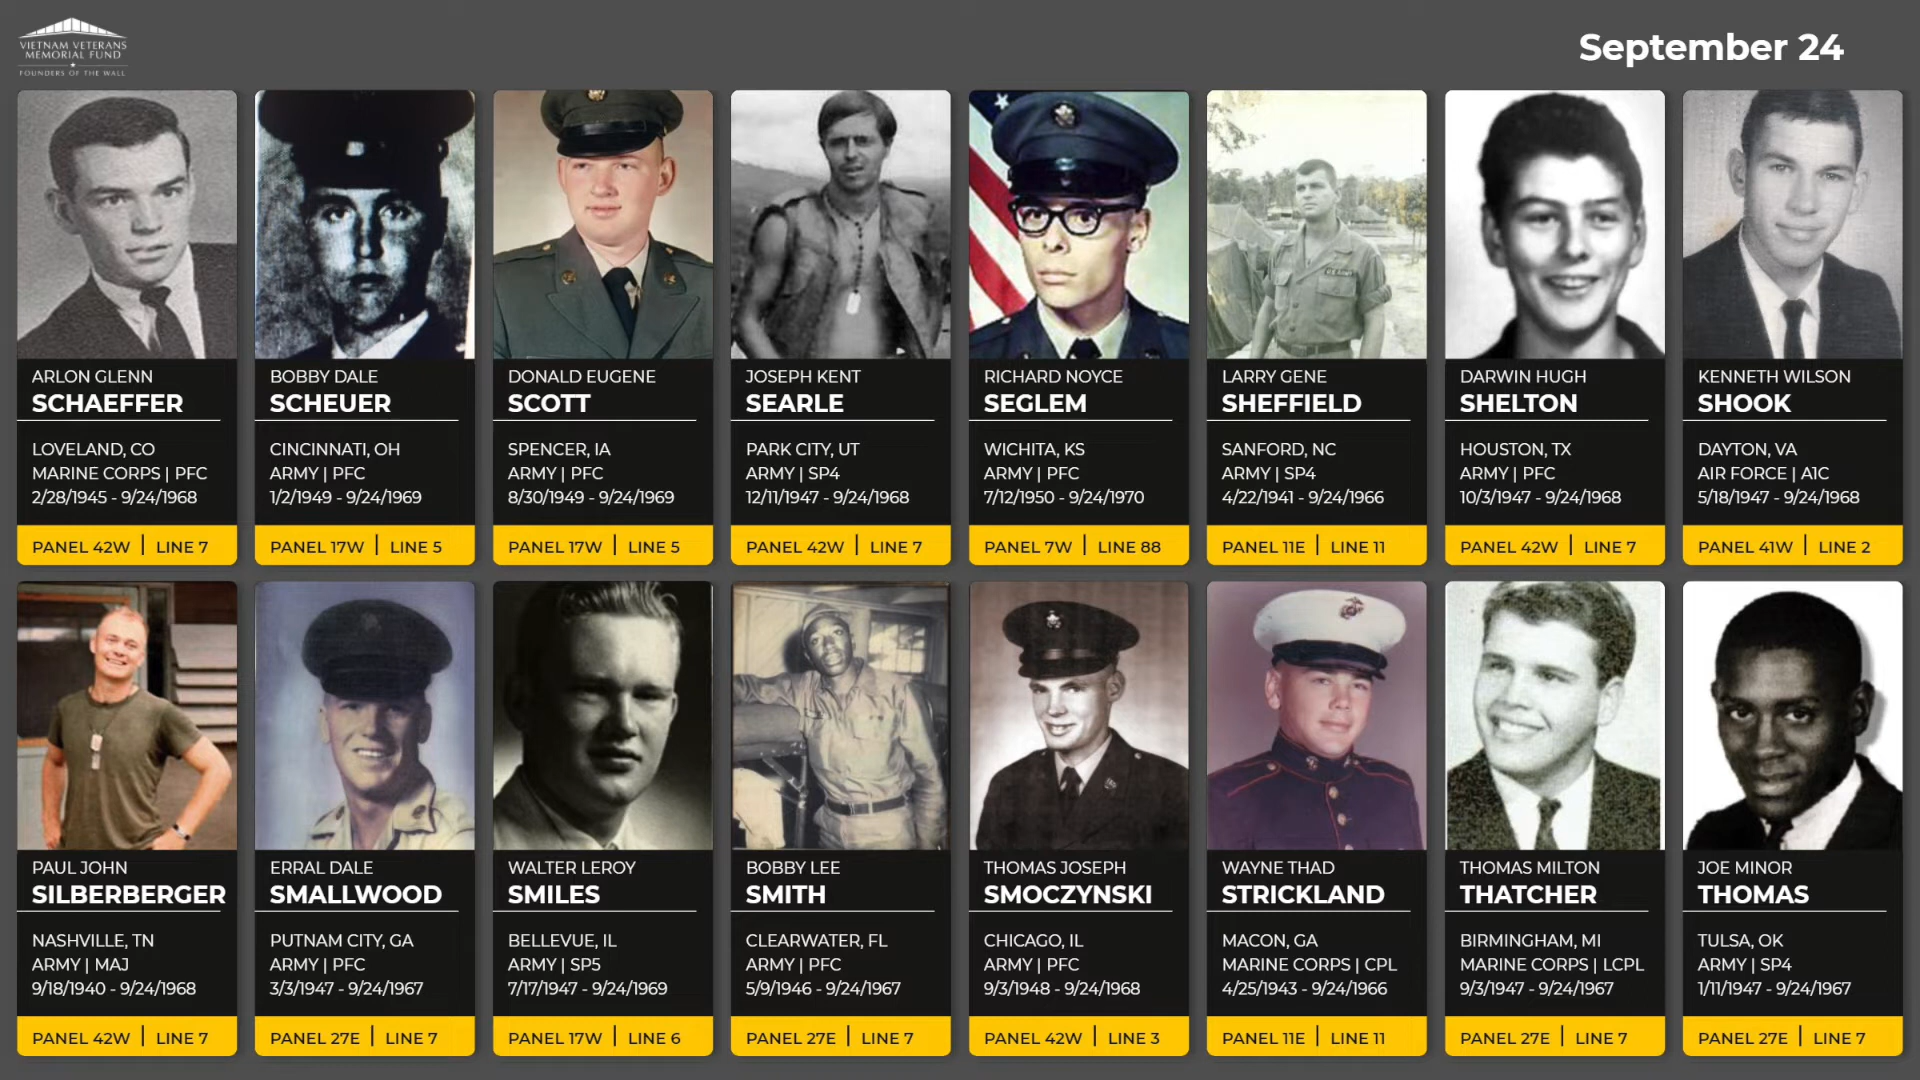 VIETNAM VETERANS
MEMORIAL FUND
FOUNDERS OF THE WALL
September 24
ARLON GLENN
SCHAEFFER
LOVELAND, CO
MARINE CORPS | PFC
2/28/1945 - 9/24/1968
PANEL 42W | LINE 7
BOBBY DALE
SCHEUER
CINCINNATI, OH
ARMY | PFC
1/2/1949 - 9/24/1969
PANEL 17W | LINE 5
DONALD EUGENE
SCOTT
SPENCER, IA
ARMY | PFC
8/30/1949 - 9/24/1969
PANEL 17W | LINE 5
JOSEPH KENT
SEARLE
PARK CITY, UT
ARMY | SP4
12/11/1947 - 9/24/1968
PANEL 42W | LINE 7
RICHARD NOYCE
SEGLEM
WICHITA, KS
ARMY | PFC
7/12/1950 - 9/24/1970
PANEL 7W | LINE 88
LARRY GENE
SHEFFIELD
SANFORD, NC
ARMY | SP4
4/22/1941 - 9/24/1966
PANEL 11E | LINE 11
DARWIN HUGH
SHELTON
HOUSTON, TX
ARMY | PFC
10/3/1947 - 9/24/1968
PANEL 42W | LINE 7
KENNETH WILSON
SHOOK
DAYTON, VA
AIR FORCE | A1C
5/18/1947 - 9/24/1968
PANEL 41W | LINE 2
PAUL JOHN
SILBERBERGER
NASHVILLE, TN
ARMY | MAJ
9/18/1940 - 9/24/1968
PANEL 42W | LINE 7
ERRAL DALE
SMALLWOOD
PUTNAM CITY, GA
ARMY | PFC
3/3/1947 - 9/24/1967
PANEL 27E | LINE 7
WALTER LEROY
SMILES
BELLEVUE, IL
ARMY | SP5
7/17/1947 - 9/24/1969
PANEL 17W | LINE 6
BOBBY LEE
SMITH
CLEARWATER, FL
ARMY | PFC
5/9/1946 - 9/24/1967
PANEL 27E | LINE 7
THOMAS JOSEPH
SMOCZYNSKI
CHICAGO, IL
ARMY | PFC
9/3/1948 - 9/24/1968
PANEL 42W | LINE 3
WAYNE THAD
STRICKLAND
MACON, GA
MARINE CORPS | CPL
4/25/1943 - 9/24/1966
PANEL 11E | LINE 11
THOMAS MILTON
THATCHER
BIRMINGHAM, MI
MARINE CORPS | LCPL
9/3/1947 - 9/24/1967
PANEL 27E | LINE 7
JOE MINOR
THOMAS
TULSA, OK
ARMY | SP4
1/11/1947 - 9/24/1967
PANEL 27E | LINE 7